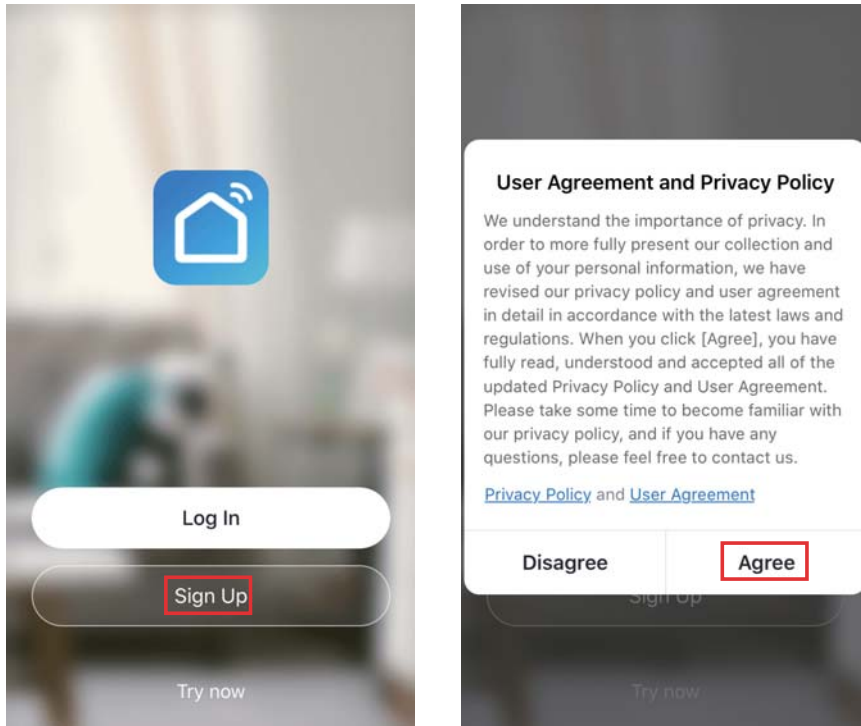 Log In
Sign Up
Try now
User Agreement and Privacy Policy
We understand the importance of privacy. In
order to more fully present our collection and
use of your personal information, we have
revised our privacy policy and user agreement
in detail in accordance with the latest laws and
regulations. When you click [Agree], you have
fully read, understood and accepted all of the
updated Privacy Policy and User Agreement.
Please take some time to become familiar with
our privacy policy, and if you have any
questions, please feel free to contact us.
Privacy Policy and User Agreement
Disagree Agree
Sign Up
Try now